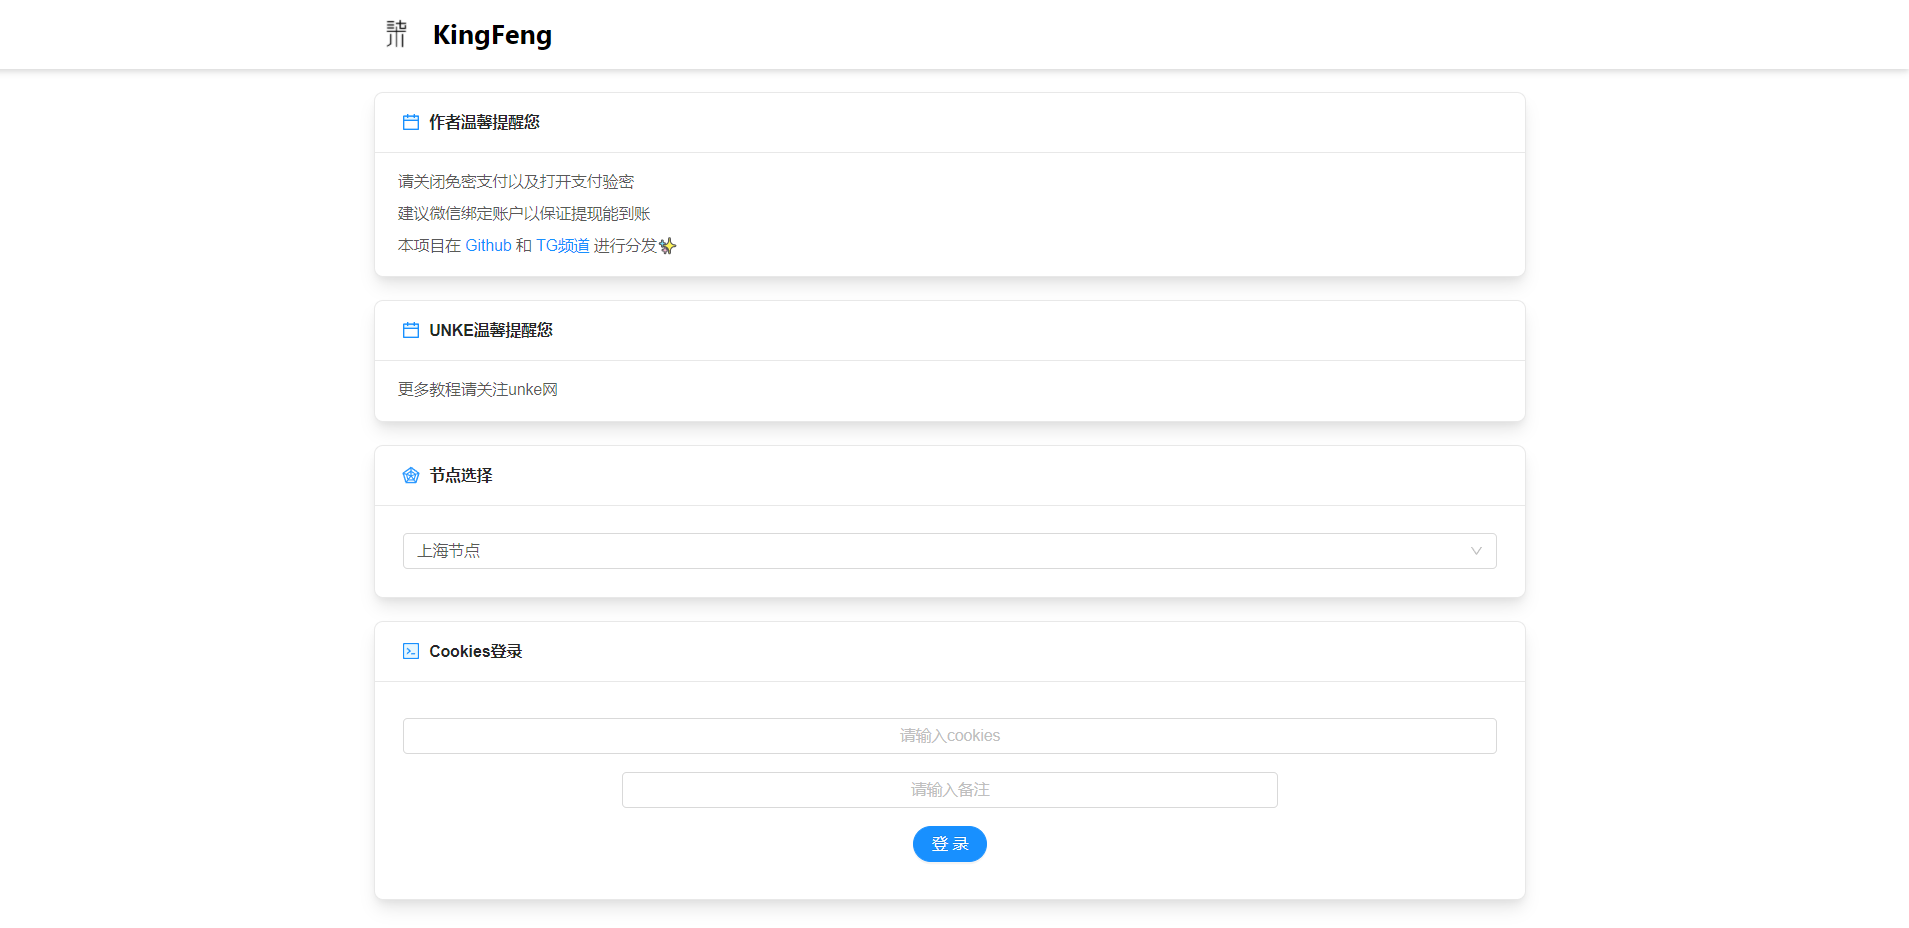 KingFeng
作者温馨提醒您
请关闭免密支付以及打开支付验密
建议微信绑定账户以保证提现能到账
本项目在 Github 和 TG频道 进行分发✨
UNKE温馨提醒您
更多教程请关注unke网
节点选择
上海节点
Cookies登录
请输入cookies
请输入备注
登 录